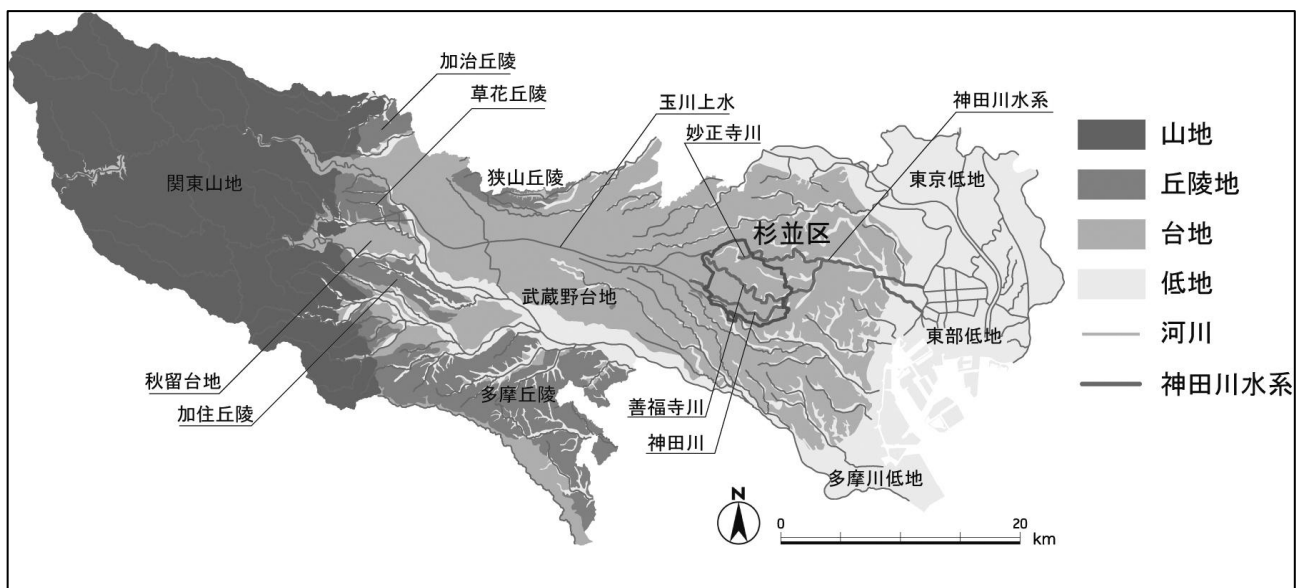 加治丘陵
草花丘陵
玉川上水
神田川水系
妙正寺川
関東山地
狭山丘陵
東京低地
杉並区
武蔵野台地
東部低地
秋留台地
加住丘陵
多摩丘陵
善福寺川
神田川
多摩川低地
山地
丘陵地
台地
低地
河川
神田川水系
N
0 20
km